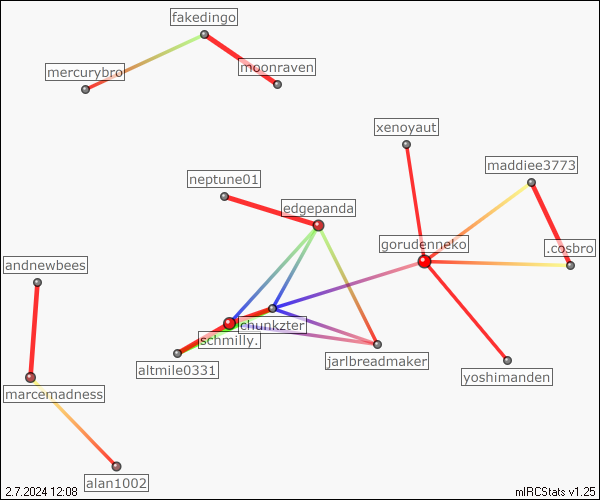 fakedingo
mercurybro
moonraven
xenoyaut
maddiee3773
neptune01
edgepanda
gorudenneko
.cosbro
andnewbees
chunkzter
schmilly.
altmile0331
jarlbreadmaker
yoshimanden
marcemadness
alan1002
2.7.2024 12:08
mIRCStats v1.25